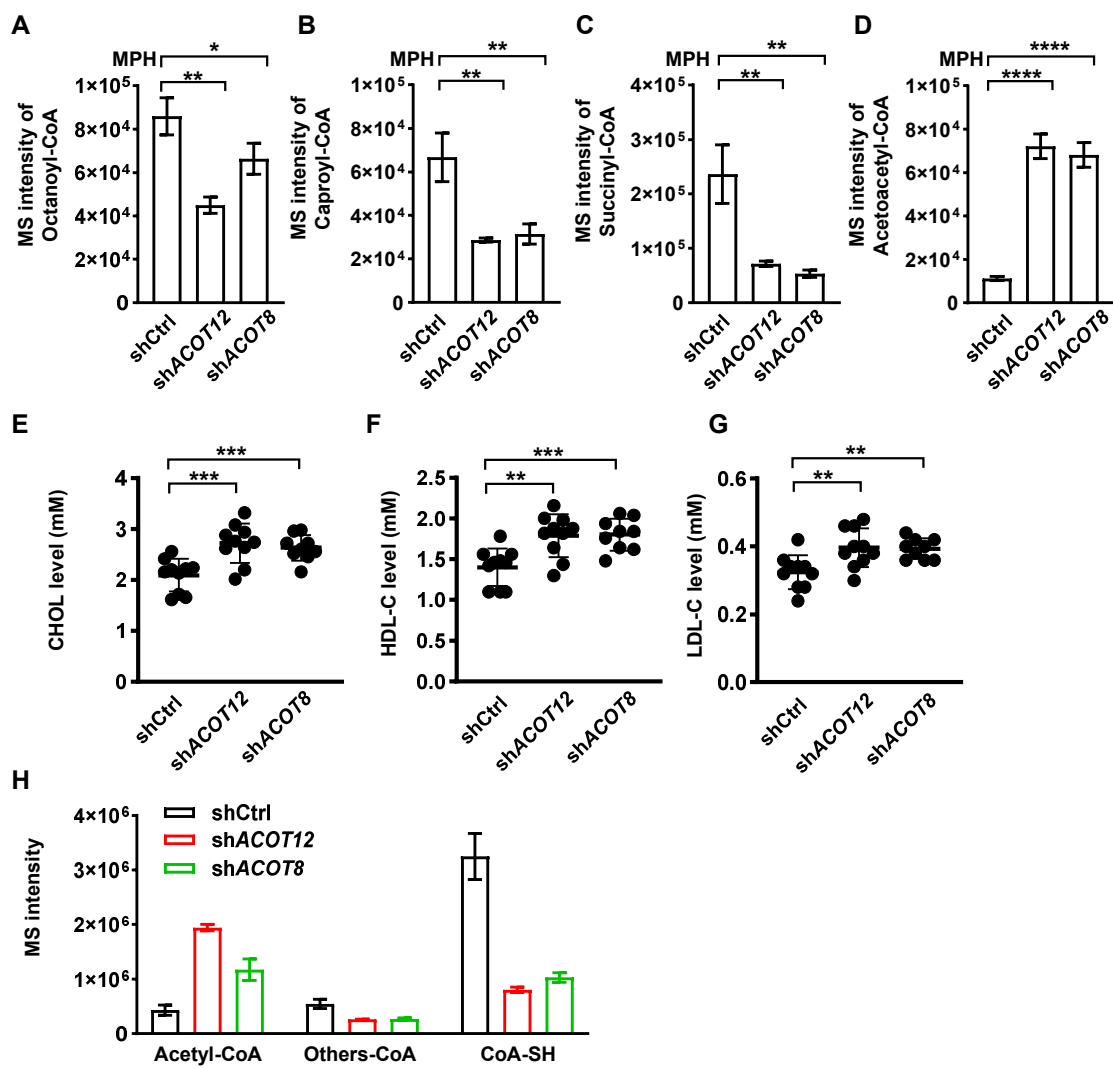 A
MPH
*
**
MS intensity of
Octanoyl-CoA
1×10⁵
8×10⁴
6×10⁴
4×10⁴
2×10⁴
0
shCtrl
shACOT12
shACOT8
B
MPH
**
**
MS intensity of
Caproyl-CoA
1×10⁵
8×10⁴
6×10⁴
4×10⁴
2×10⁴
0
shCtrl
shACOT12
shACOT8
C
MPH
**
**
MS intensity of
Succinyl-CoA
4×10⁵
3×10⁵
2×10⁵
1×10⁵
0
shCtrl
shACOT12
shACOT8
D
MPH
****
****
MS intensity of
Acetoacetyl-CoA
1×10⁵
8×10⁴
6×10⁴
4×10⁴
2×10⁴
0
shCtrl
shACOT12
shACOT8
E
***
***
CHOL level (mM)
4
3
2
1
0
shCtrl
shACOT12
shACOT8
F
***
**
HDL-C level (mM)
2.5
2.0
1.5
1.0
0.5
0.0
shCtrl
shACOT12
shACOT8
G
**
**
LDL-C level (mM)
0.6
0.4
0.2
0.0
shCtrl
shACOT12
shACOT8
H
MS intensity
4×10⁶
3×10⁶
2×10⁶
1×10⁶
0
shCtrl
shACOT12
shACOT8
Acetyl-CoA
Others-CoA
CoA-SH